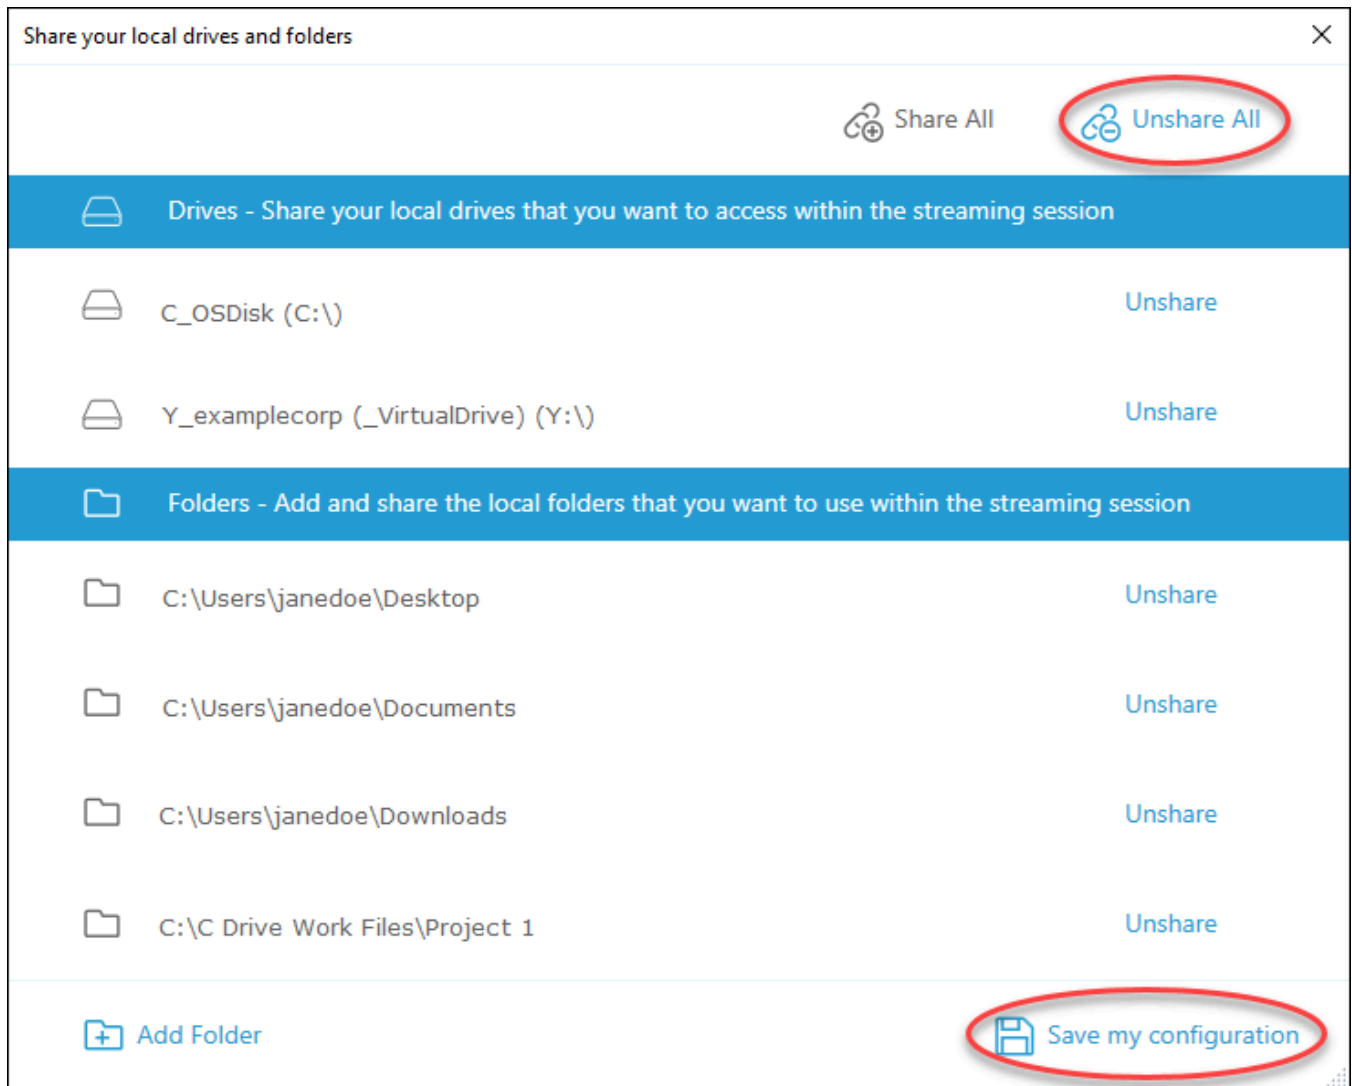 Share your local drives and folders
Share All
Unshare All
Drives - Share your local drives that you want to access within the streaming session
C_OSDisk (C:\)
Unshare
Y_examplecorp (_VirtualDrive) (Y:\)
Unshare
Folders - Add and share the local folders that you want to use within the streaming session
C:\Users\janedoe\Desktop
Unshare
C:\Users\janedoe\Documents
Unshare
C:\Users\janedoe\Downloads
Unshare
C:\C Drive Work Files\Project 1
Unshare
Add Folder
Save my configuration